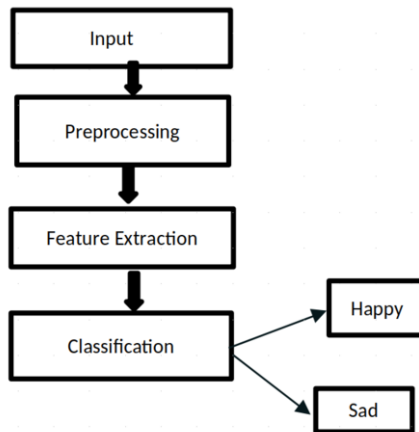 Input
Preprocessing
Feature Extraction
Classification
Happy
Sad